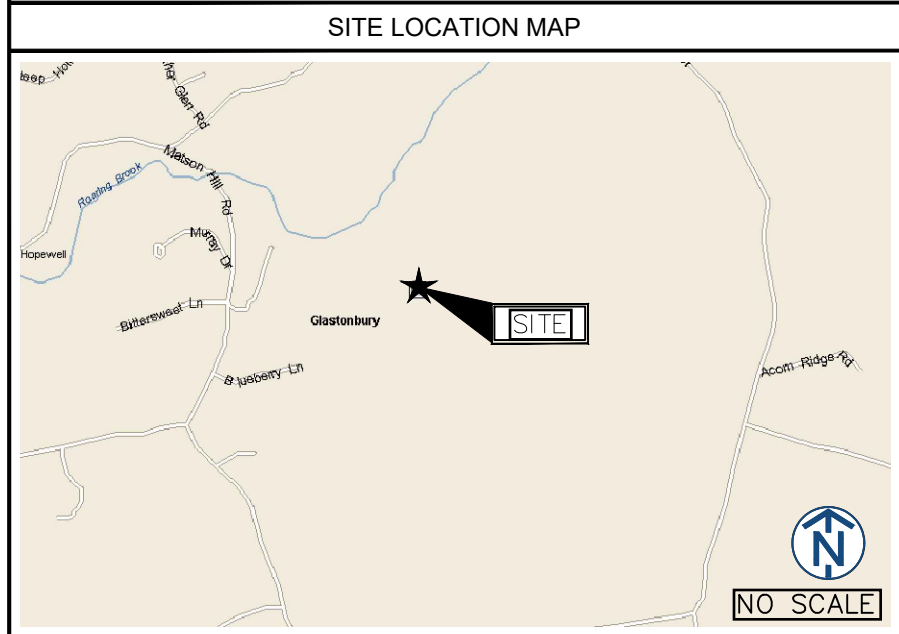 SITE LOCATION MAP
Glen Rd
Matson Hill Rd
Roaring Brook
Murray Dr
Hopewell
Bittersweet Ln
Glastonbury
SITE
Blueberry Ln
Acorn Ridge Rd
N
NO SCALE